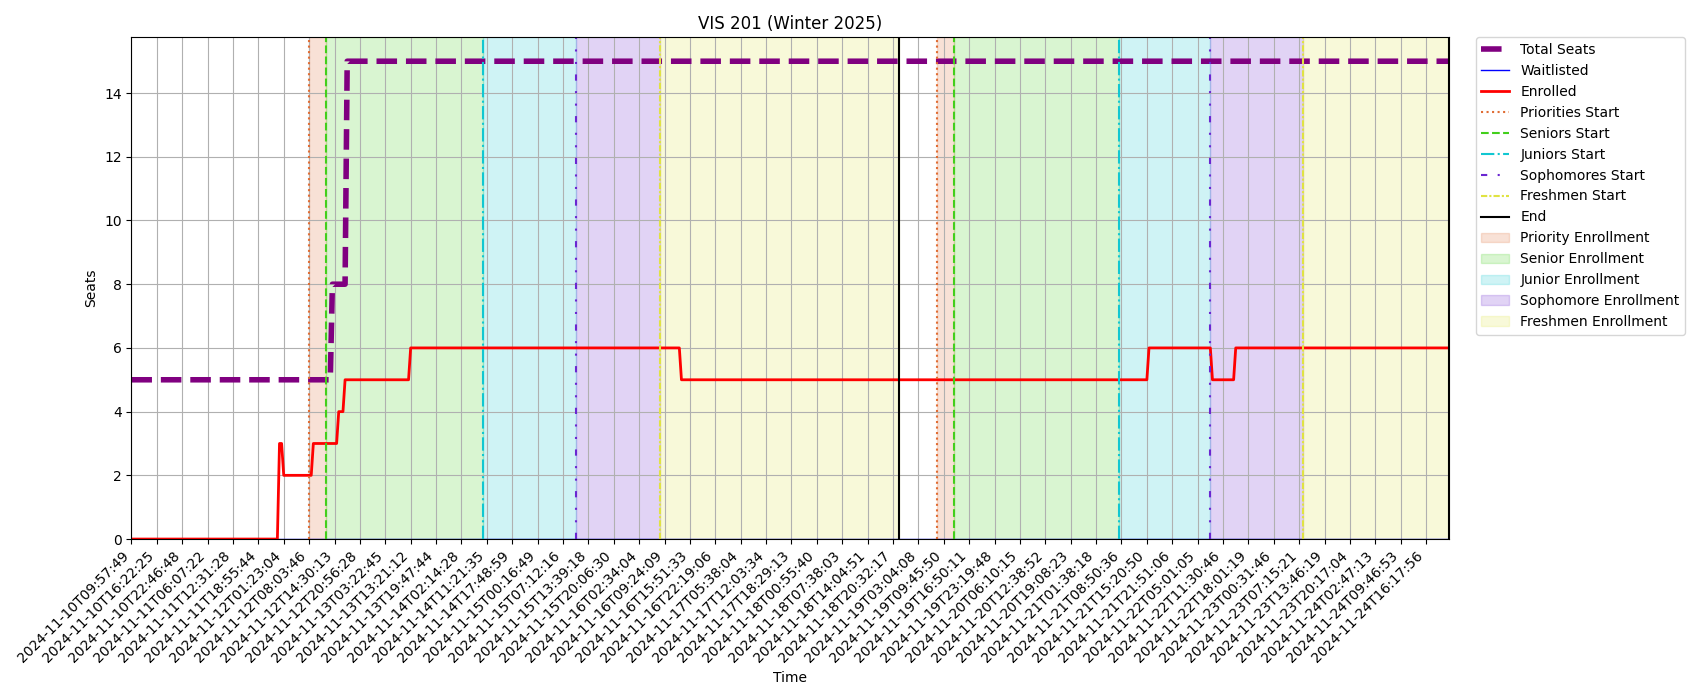 VIS 201 (Winter 2025)
Seats
14
12
10
8
6
4
2
0
2024-11-10T09:57:49
2024-11-10T16:22:25
2024-11-10T22:46:48
2024-11-11T06:07:22
2024-11-11T12:31:28
2024-11-11T18:55:44
2024-11-12T01:23:04
2024-11-12T08:03:46
2024-11-12T14:30:13
2024-11-12T20:56:28
2024-11-13T03:22:45
2024-11-13T13:21:12
2024-11-13T19:47:44
2024-11-14T02:14:28
2024-11-14T11:21:35
2024-11-14T17:48:59
2024-11-15T00:16:49
2024-11-15T07:12:16
2024-11-15T13:39:18
2024-11-15T20:06:30
2024-11-16T02:34:04
2024-11-16T09:24:09
2024-11-16T15:51:33
2024-11-16T22:19:06
2024-11-17T05:38:04
2024-11-17T12:03:34
2024-11-17T18:29:13
2024-11-18T00:55:40
2024-11-18T07:38:03
2024-11-18T14:04:51
2024-11-18T20:32:17
2024-11-19T03:04:08
2024-11-19T09:45:50
2024-11-19T16:50:11
2024-11-19T23:19:48
2024-11-20T06:10:15
2024-11-20T12:38:52
2024-11-20T19:08:23
2024-11-21T01:38:18
2024-11-21T08:50:36
2024-11-21T15:20:50
2024-11-21T21:51:06
2024-11-22T05:01:05
2024-11-22T11:30:46
2024-11-22T18:01:19
2024-11-23T00:31:46
2024-11-23T07:15:21
2024-11-23T13:46:19
2024-11-23T20:17:04
2024-11-24T02:47:13
2024-11-24T09:46:53
2024-11-24T16:17:56
Time
Total Seats
Waitlisted
Enrolled
Priorities Start
Seniors Start
Juniors Start
Sophomores Start
Freshmen Start
End
Priority Enrollment
Senior Enrollment
Junior Enrollment
Sophomore Enrollment
Freshmen Enrollment